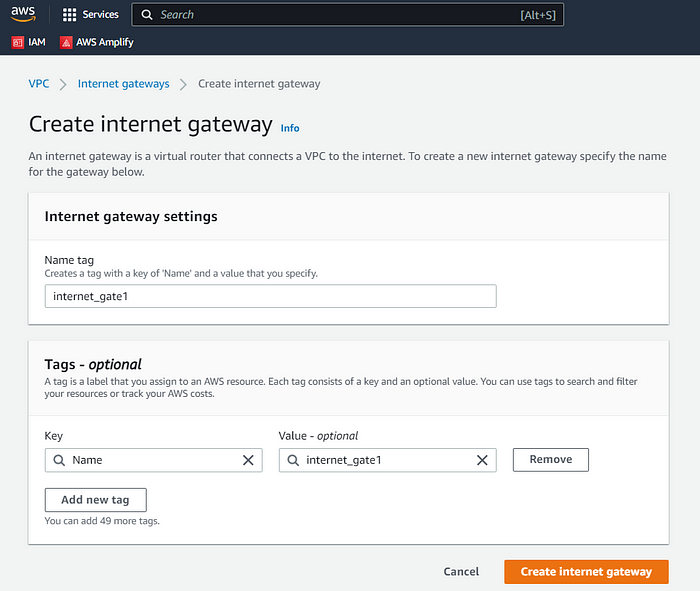 aws
Services
Search
[Alt+S]
IAM
AWS Amplify
VPC > Internet gateways > Create internet gateway
Create internet gateway Info
An internet gateway is a virtual router that connects a VPC to the internet. To create a new internet gateway specify the name
for the gateway below.
Internet gateway settings
Name tag
Creates a tag with a key of 'Name' and a value that you specify.
internet_gate1
Tags - optional
A tag is a label that you assign to an AWS resource. Each tag consists of a key and an optional value. You can use tags to search and filter
your resources or track your AWS costs.
Key
Value - optional
Name
internet_gate1
Remove
Add new tag
You can add 49 more tags.
Cancel
Create internet gateway